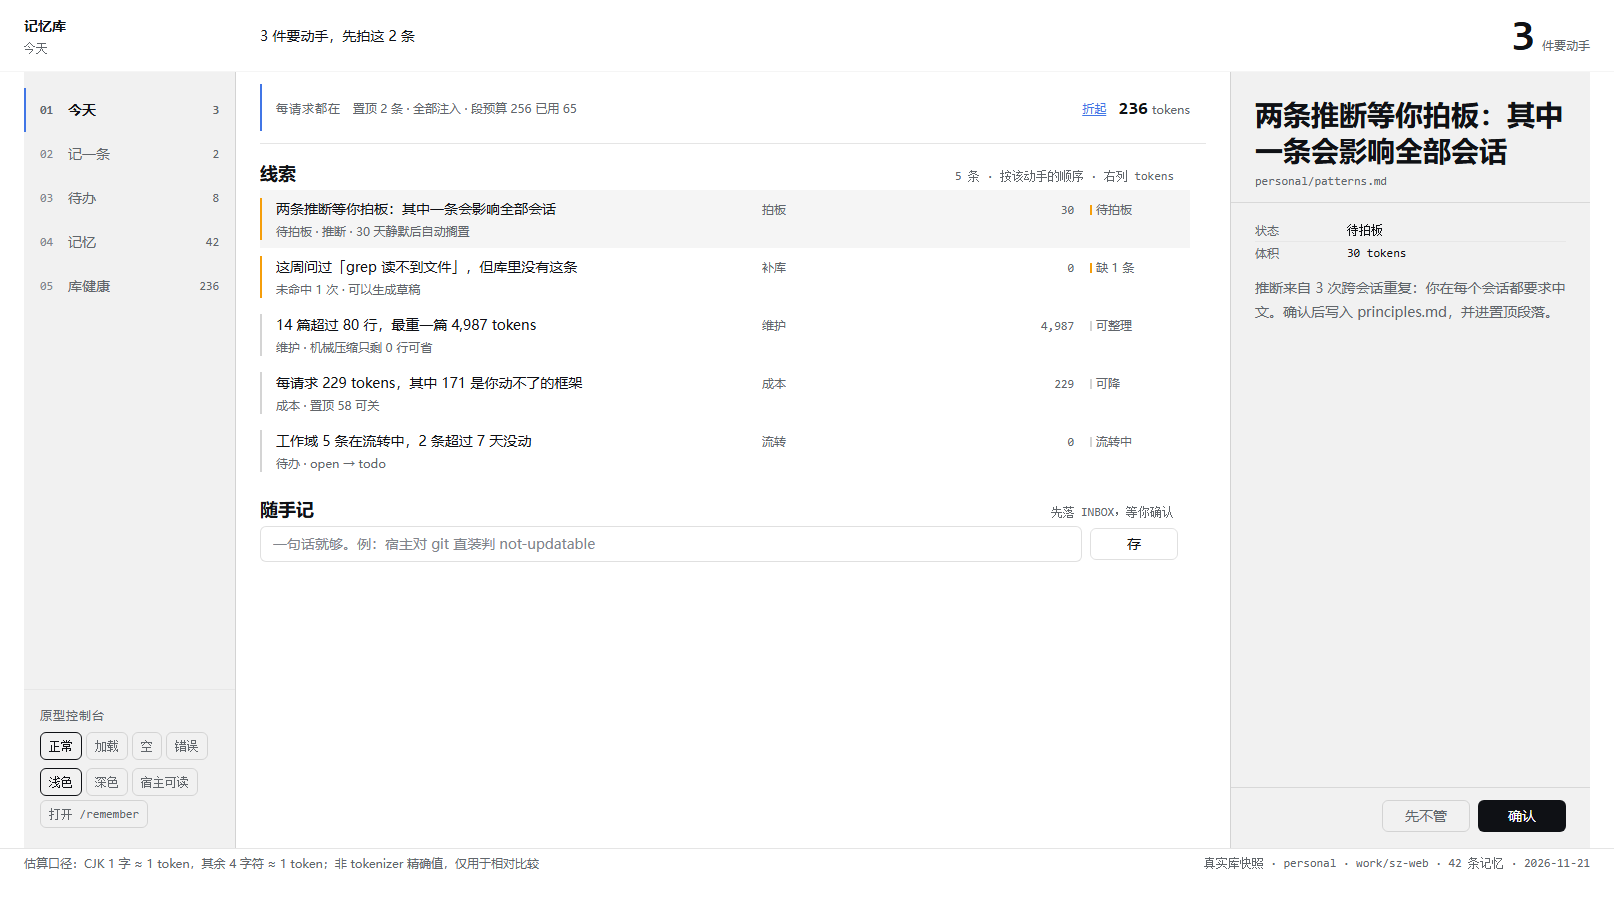 记忆库
今天
3 件要动手，先拍这 2 条
3 件要动手
01 今天 3
02 记一条 2
03 待办 8
04 记忆 42
05 库健康 236
原型控制台
正常 加载 空 错误
浅色 深色 宿主可读
打开 /remember
每请求都在 置顶 2 条 · 全部注入 · 段预算 256 已用 65 折起 236 tokens
线索 5 条 · 按该动手的顺序 · 右列 tokens
两条推断等你拍板：其中一条会影响全部会话 拍板 30 待拍板
待拍板 · 推断 · 30 天静默后自动搁置
这周问过「grep 读不到文件」，但库里没有这条 补库 0 缺 1 条
未命中 1 次 · 可以生成草稿
14 篇超过 80 行，最重一篇 4,987 tokens 维护 4,987 可整理
维护 · 机械压缩只剩 0 行可省
每请求 229 tokens，其中 171 是你动不了的框架 成本 229 可降
成本 · 置顶 58 可关
工作域 5 条在流转中，2 条超过 7 天没动 流转 0 流转中
待办 · open → todo
随手记 先落 INBOX，等你确认
一句话就够。例：宿主对 git 直装判 not-updatable 存
两条推断等你拍板：其中
一条会影响全部会话
personal/patterns.md
状态 待拍板
体积 30 tokens
推断来自 3 次跨会话重复：你在每个会话都要求中
文。确认后写入 principles.md，并进置顶段落。
先不管 确认
估算口径：CJK 1 字 ≈ 1 token，其余 4 字符 ≈ 1 token；非 tokenizer 精确值，仅用于相对比较
真实库快照 · personal · work/sz-web · 42 条记忆 · 2026-11-21